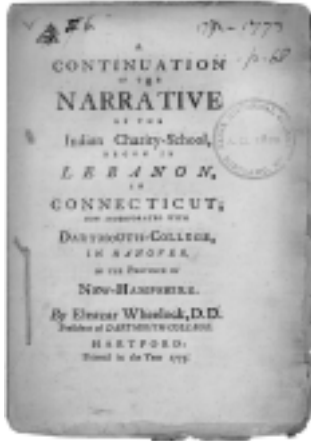 A
CONTINUATION
OF THE
NARRATIVE
OF THE
Indian Charity-School,
BEGUN IN
LEBANON,
IN
CONNECTICUT;
NOW INCORPORATED WITH
DARTMOUTH-COLLEGE,
IN HANOVER,
IN THE PROVINCE OF
NEW-HAMPSHIRE.
By Eleazar Wheelock, D.D.
President of DARTMOUTH-COLLEGE.
HARTFORD:
Printed in the Year 1775.